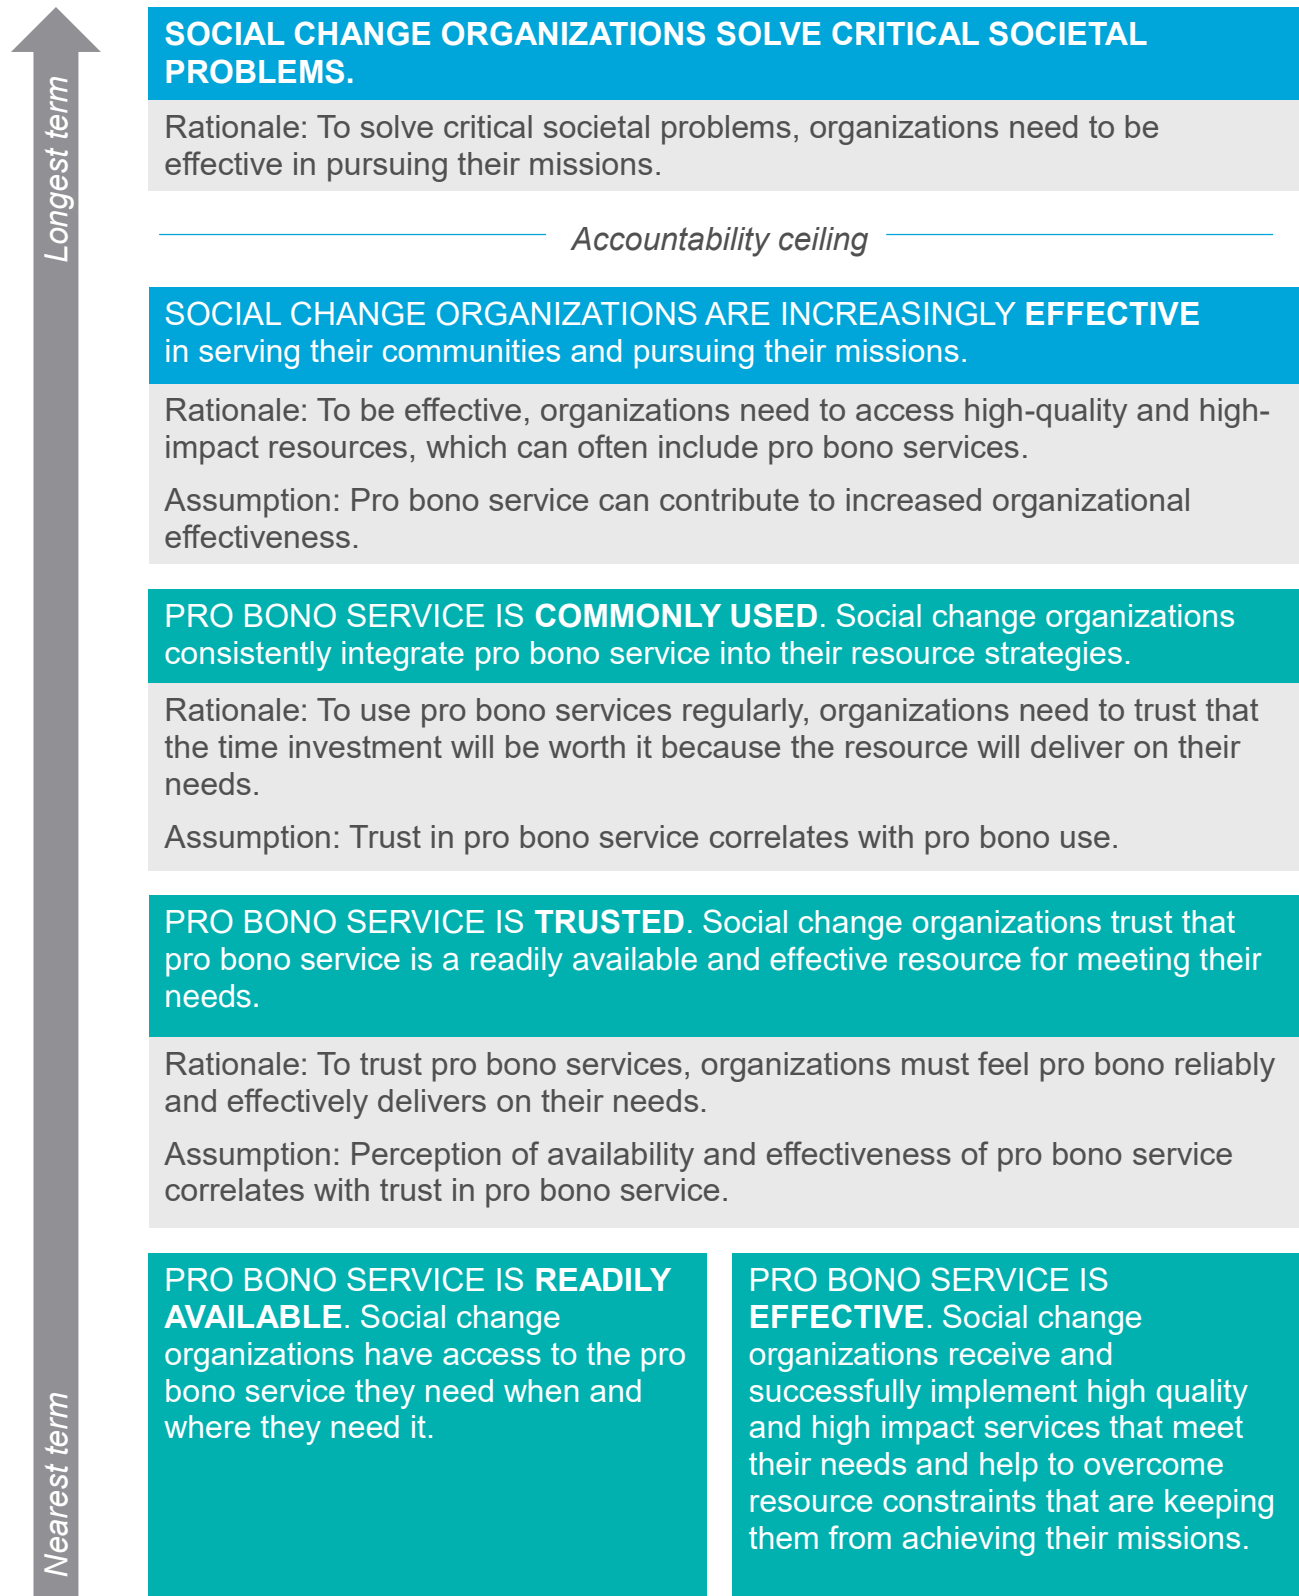 SOCIAL CHANGE ORGANIZATIONS SOLVE CRITICAL SOCIETAL
PROBLEMS.
Rationale: To solve critical societal problems, organizations need to be
effective in pursuing their missions.
Longest term
Accountability ceiling
SOCIAL CHANGE ORGANIZATIONS ARE INCREASINGLY EFFECTIVE
in serving their communities and pursuing their missions.
Rationale: To be effective, organizations need to access high-quality and high-
impact resources, which can often include pro bono services.
Assumption: Pro bono service can contribute to increased organizational
effectiveness.
PRO BONO SERVICE IS COMMONLY USED. Social change organizations
consistently integrate pro bono service into their resource strategies.
Rationale: To use pro bono services regularly, organizations need to trust that
the time investment will be worth it because the resource will deliver on their
needs.
Assumption: Trust in pro bono service correlates with pro bono use.
PRO BONO SERVICE IS TRUSTED. Social change organizations trust that
pro bono service is a readily available and effective resource for meeting their
needs.
Rationale: To trust pro bono services, organizations must feel pro bono reliably
and effectively delivers on their needs.
Assumption: Perception of availability and effectiveness of pro bono service
correlates with trust in pro bono service.
PRO BONO SERVICE IS READILY
AVAILABLE. Social change
organizations have access to the pro
bono service they need when and
where they need it.
PRO BONO SERVICE IS
EFFECTIVE. Social change
organizations receive and
successfully implement high quality
and high impact services that meet
their needs and help to overcome
resource constraints that are keeping
them from achieving their missions.
Nearest term